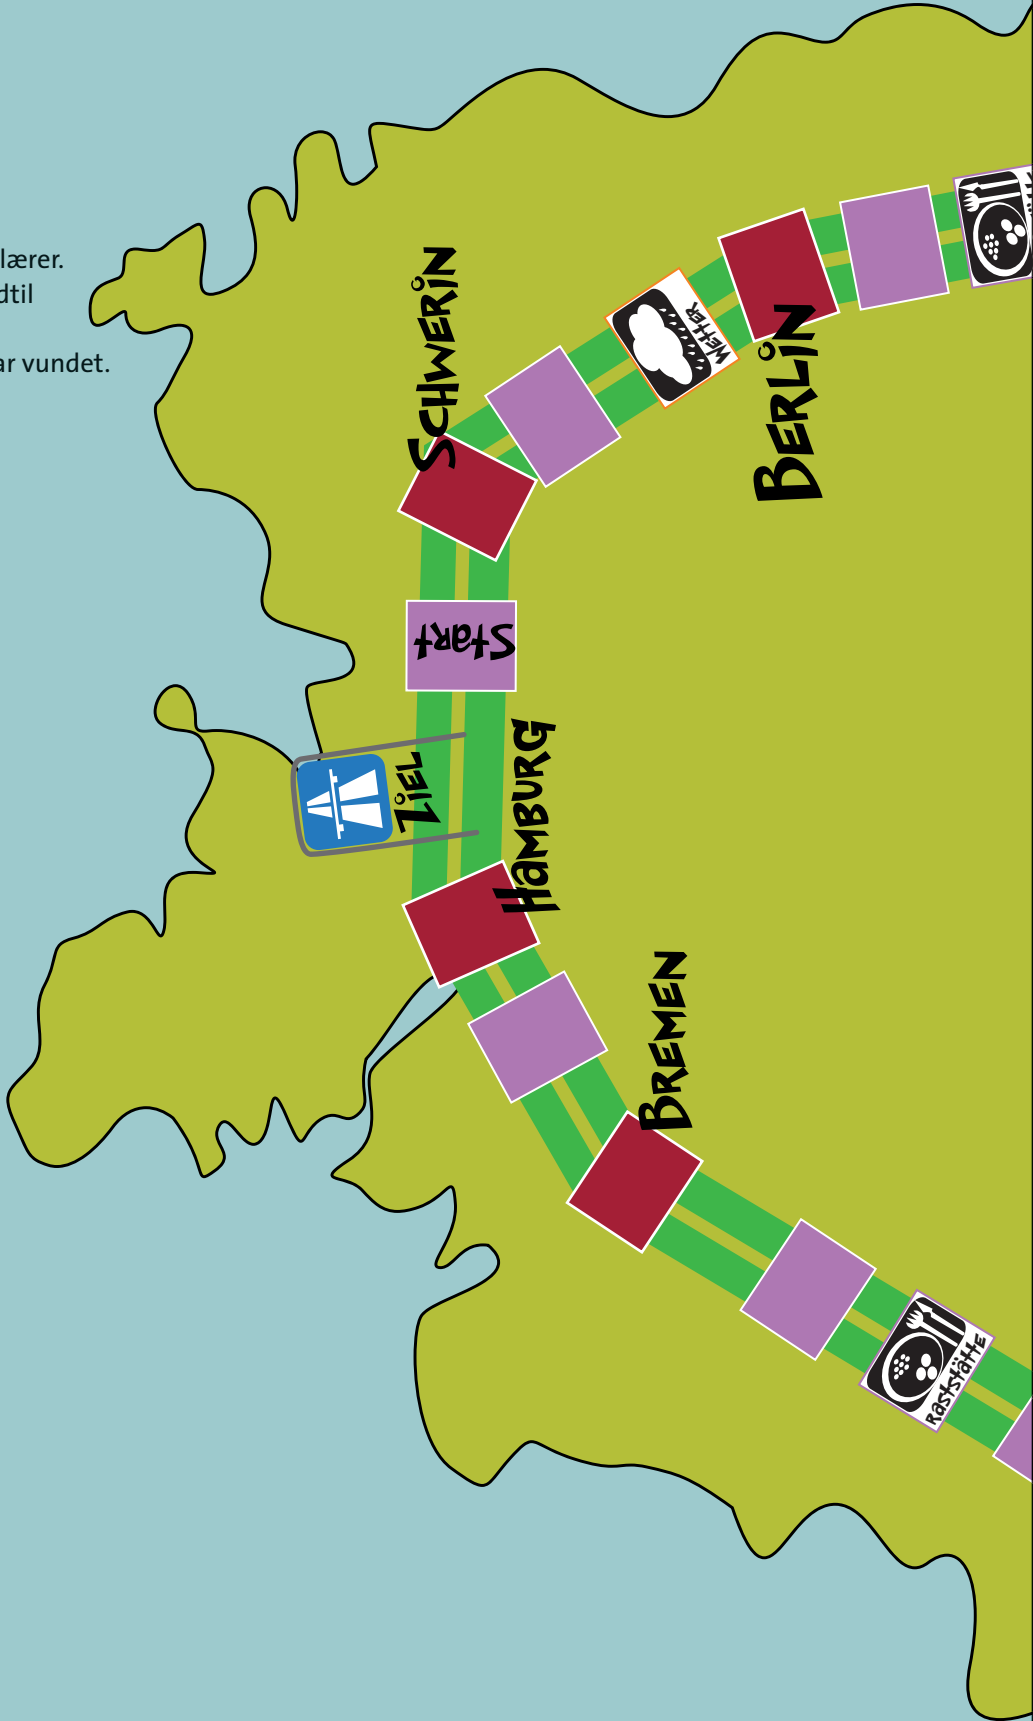 lærer.
dtil
ar vundet.
Schwerin
Wetter
Berlin
Start
Ziel
Hamburg
Bremen
Raststätte